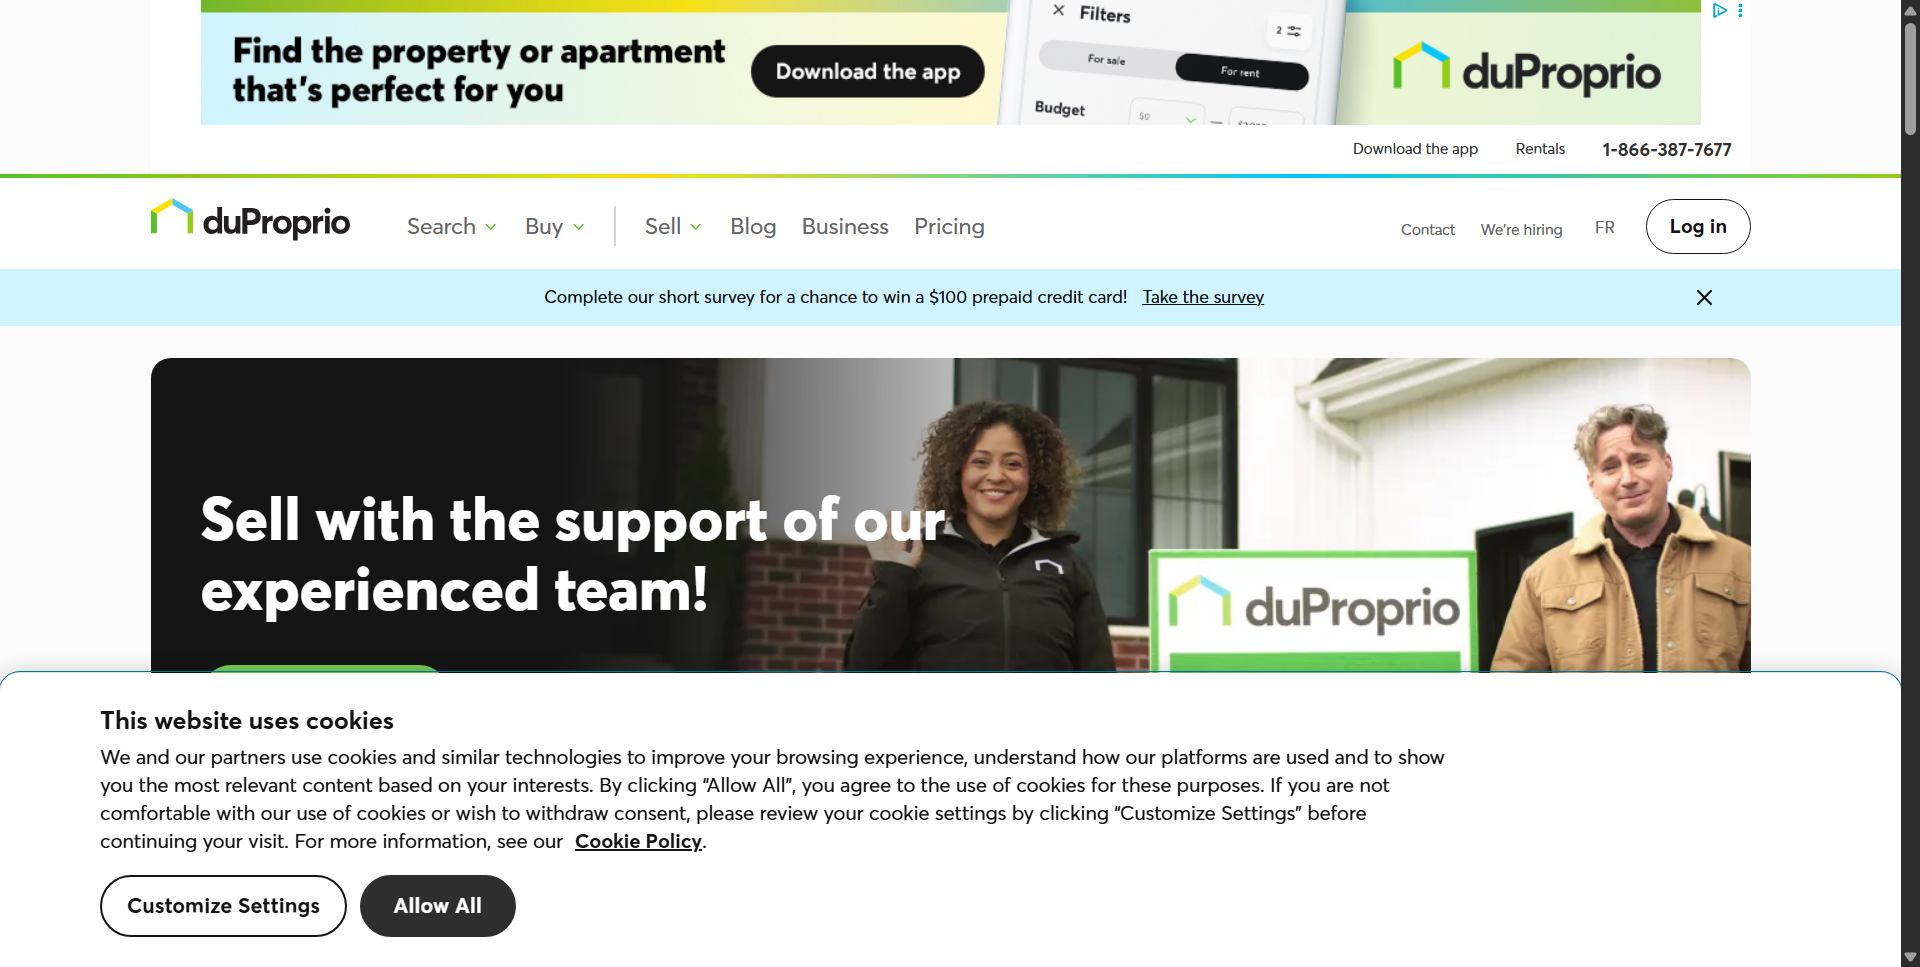 Find the property or apartment
that's perfect for you
Download the app
Filters
2
For sale
For rent
Budget
$0
duProprio
Download the app
Rentals
1-866-387-7677
duProprio
Search
Buy
Sell
Blog
Business
Pricing
Contact
We're hiring
FR
Log in
Complete our short survey for a chance to win a $100 prepaid credit card! Take the survey
Sell with the support of our
experienced team!
duProprio
This website uses cookies
We and our partners use cookies and similar technologies to improve your browsing experience, understand how our platforms are used and to show
you the most relevant content based on your interests. By clicking “Allow All”, you agree to the use of cookies for these purposes. If you are not
comfortable with our use of cookies or wish to withdraw consent, please review your cookie settings by clicking “Customize Settings” before
continuing your visit. For more information, see our Cookie Policy.
Customize Settings
Allow All